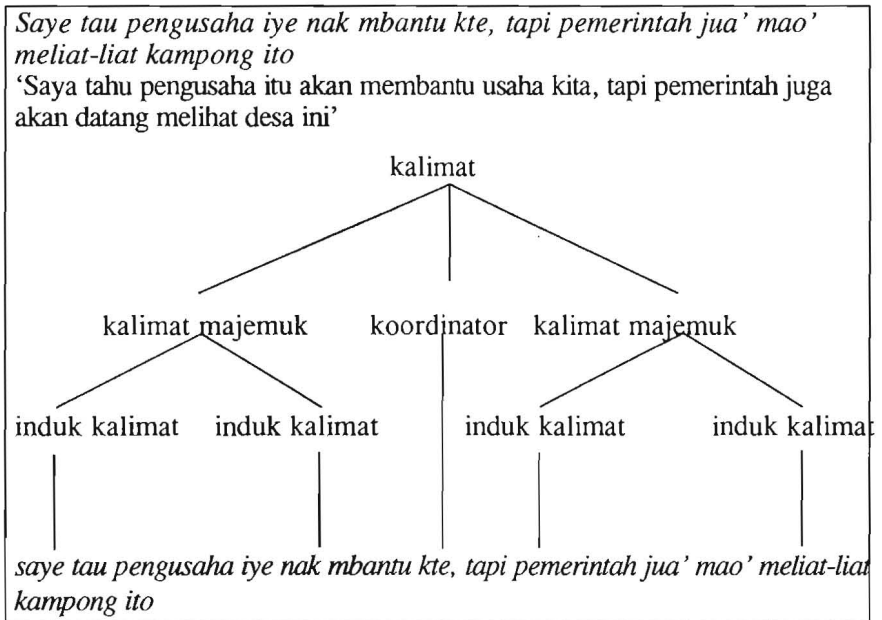 Saye tau pengusaha iye nak mbantu kte, tapi pemerintah jua’ mao’
meliat-liat kampong ito
‘Saya tahu pengusaha itu akan membantu usaha kita, tapi pemerintah juga
akan datang melihat desa ini’
kalimat
kalimat majemuk koordinator kalimat majemuk
induk kalimat induk kalimat induk kalimat induk kalimat
saye tau pengusaha iye nak mbantu kte, tapi pemerintah jua’ mao’ meliat-liat
kampong ito